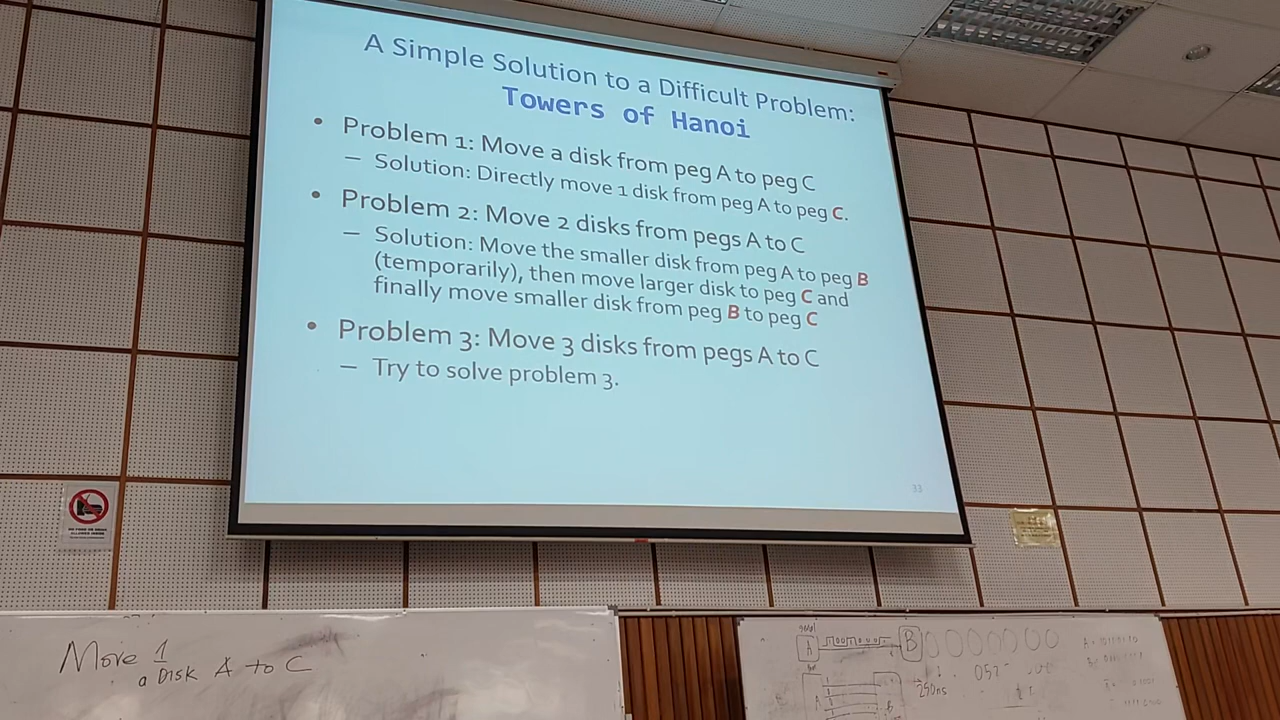 A Simple Solution to a Difficult Problem:
Towers of Hanoi
• Problem 1: Move a disk from peg A to peg C
– Solution: Directly move 1 disk from peg A to peg C.
• Problem 2: Move 2 disks from pegs A to C
– Solution: Move the smaller disk from peg A to peg B
(temporarily), then move larger disk to peg C and
finally move smaller disk from peg B to peg C
• Problem 3: Move 3 disks from pegs A to C
– Try to solve problem 3.
33
Move 1
a Disk A to C
A
B
250ns
A